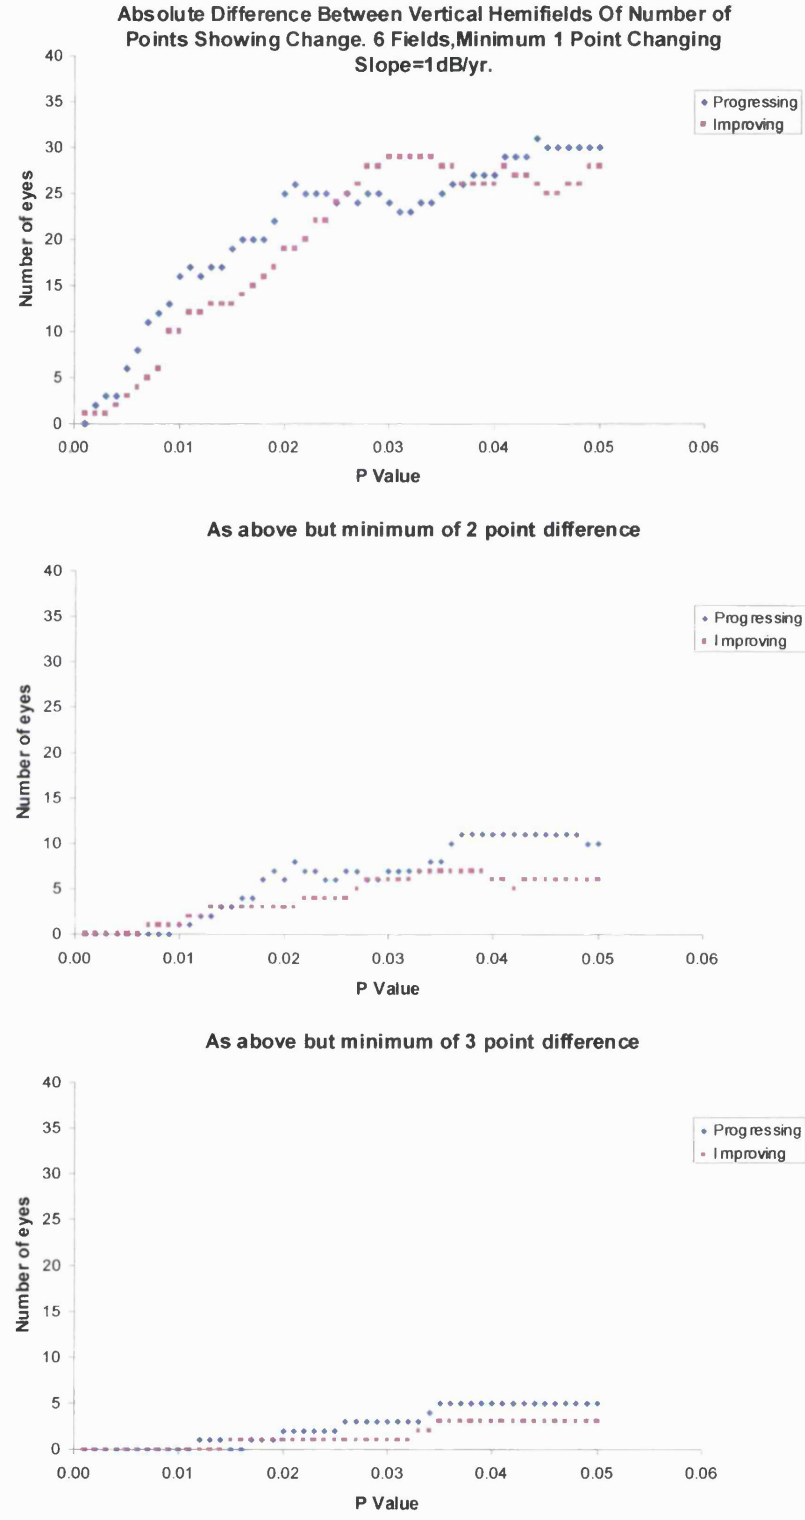 Absolute Difference Between Vertical Hemifields Of Number of
Points Showing Change. 6 Fields,Minimum 1 Point Changing
Slope=1dB/yr.
40
35
30
25
20
15
10
5
0
Number of eyes
0.00 0.01 0.02 0.03 0.04 0.05 0.06
P Value
Progressing
Improving
As above but minimum of 2 point difference
40
35
30
25
20
15
10
5
0
Number of eyes
0.00 0.01 0.02 0.03 0.04 0.05 0.06
P Value
Progressing
Improving
As above but minimum of 3 point difference
40
35
30
25
20
15
10
5
0
Number of eyes
0.00 0.01 0.02 0.03 0.04 0.05 0.06
P Value
Progressing
Improving